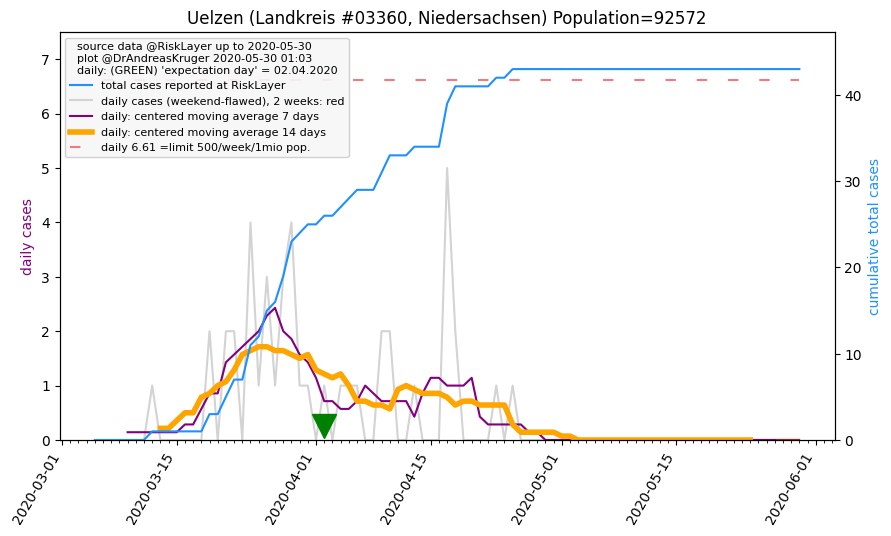 Uelzen (Landkreis #03360, Niedersachsen) Population=92572
source data @RiskLayer up to 2020-05-30
plot @DrAndreasKruger 2020-05-30 01:03
daily: (GREEN) 'expectation day' = 02.04.2020
total cases reported at RiskLayer
daily cases (weekend-flawed), 2 weeks: red
daily: centered moving average 7 days
daily: centered moving average 14 days
daily 6.61 =limit 500/week/1mio pop.
daily cases
7
6
5
4
3
2
1
0
cumulative total cases
40
30
20
10
0
2020-03-01
2020-03-15
2020-04-01
2020-04-15
2020-05-01
2020-05-15
2020-06-01